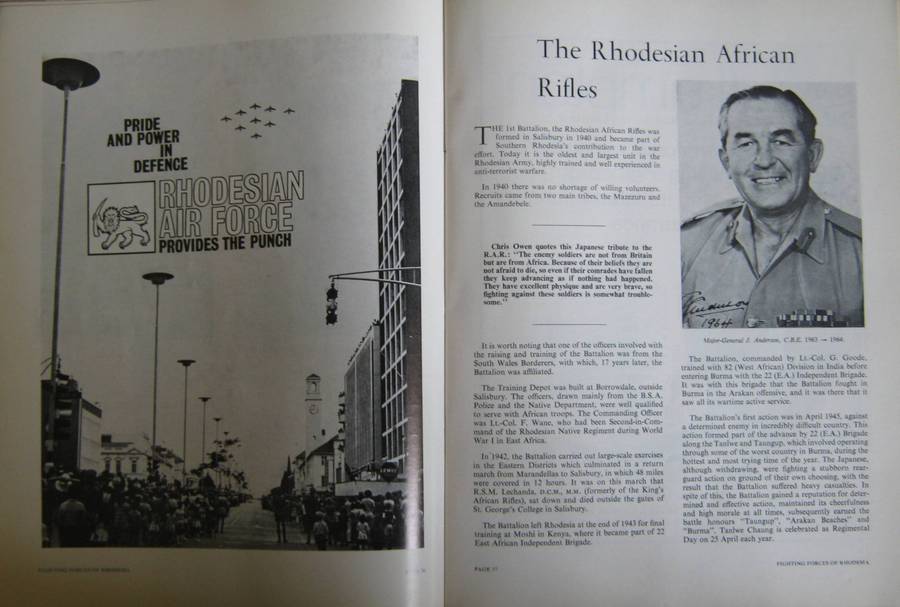 PRIDE
AND POWER
IN
DEFENCE
RHODESIAN
AIR FORCE
PROVIDES THE PUNCH
FIGHTING FORCES OF RHODESIA
The Rhodesian African
Rifles
THE 1st Battalion, the Rhodesian African Rifles was
formed in Salisbury in 1940 and became part of
Southern Rhodesia's contribution to the war
effort. Today it is the oldest and largest unit in the
Rhodesian Army, highly trained and well experienced in
anti-terrorist warfare.
In 1940 there was no shortage of willing volunteers.
Recruits came from two main tribes, the Mazezuru and
the Amandebele.
Chris Owen quotes this Japanese tribute to the
R.A.R.: "The enemy soldiers are not from Britain
but are from Africa. Because of their beliefs they are
not afraid to die, so even if their comrades have fallen
they keep advancing as if nothing had happened.
They have excellent physique and are very brave, so
fighting against these soldiers is somewhat trouble-
some."
It is worth noting that one of the officers involved with
the raising and training of the Battalion was from the
South Wales Borderers, with which, 17 years later, the
Battalion was affiliated.
The Training Depot was built at Borrowdale, outside
Salisbury. The officers, drawn mainly from the B.S.A.
Police and the Native Department, were well qualified
to serve with African troops. The Commanding Officer
was Lt.-Col. F. Wane, who had been Second-in-Com-
mand of the Rhodesian Native Regiment during World
War I in East Africa.
In 1942, the Battalion carried out large-scale exercises
in the Eastern Districts which culminated in a return
march from Marandellas to Salisbury, in which 48 miles
were covered in 12 hours. It was on this march that
R.S.M. Lechanda, D.C.M., M.M. (formerly of the King's
African Rifles), sat down and died outside the gates of
St. George's College in Salisbury.
The Battalion left Rhodesia at the end of 1943 for final
training at Moshi in Kenya, where it became part of 22
East African Independent Brigade.
1964
Major-General J. Anderson, C.B.E. 1963 — 1964.
The Battalion, commanded by Lt.-Col. G. Goode,
trained with 82 (West African) Division in India before
entering Burma with the 22 (E.A.) Independent Brigade.
It was with this brigade that the Battalion fought in
Burma in the Arakan offensive, and it was there that it
saw all its wartime active service.
The Battalion's first action was in April 1945, against
a determined enemy in incredibly difficult country. This
action formed part of the advance by 22 (E.A.) Brigade
along the Tanlwe and Taungup, which involved operating
through some of the worst country in Burma, during the
hottest and most trying time of the year. The Japanese,
although withdrawing, were fighting a stubborn rear-
guard action on ground of their own choosing, with the
result that the Battalion suffered heavy casualties. In
spite of this, the Battalion gained a reputation for deter-
mined and effective action, maintained its cheerfulness
and high morale at all times, subsequently earned the
battle honours "Taungup", "Arakan Beaches" and
"Burma". Tanlwe Chaung is celebrated as Regimental
Day on 25 April each year.
PAGE 37
FIGHTING FORCES OF RHODESIA